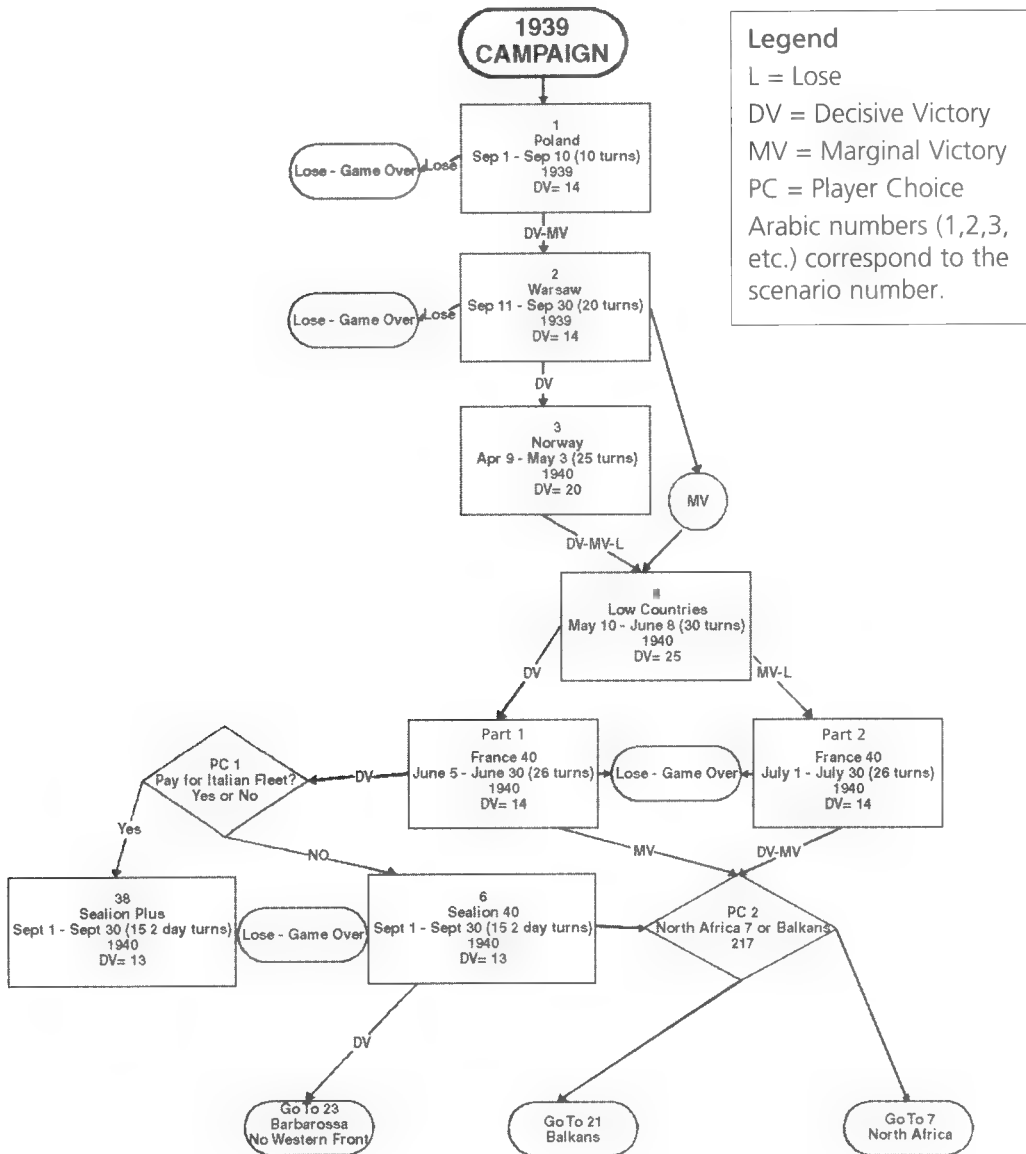 1939
CAMPAIGN
Legend
L = Lose
DV = Decisive Victory
MV = Marginal Victory
PC = Player Choice
Arabic numbers (1,2,3,
etc.) correspond to the
scenario number.
1
Poland
Sep 1 - Sep 10 (10 turns)
1939
DV= 14
Lose
Lose - Game Over
DV-MV
2
Warsaw
Sep 11 - Sep 30 (20 turns)
1939
DV= 14
Lose
Lose - Game Over
DV
3
Norway
Apr 9 - May 3 (25 turns)
1940
DV= 20
MV
DV-MV-L
Low Countries
May 10 - June 8 (30 turns)
1940
DV= 25
DV
MV-L
Part 1
France 40
June 5 - June 30 (26 turns)
1940
DV= 14
Lose - Game Over
Part 2
France 40
July 1 - July 30 (26 turns)
1940
DV= 14
DV
PC 1
Pay for Italian Fleet?
Yes or No
Yes
NO
MV
DV-MV
38
Sealion Plus
Sept 1 - Sept 30 (15 2 day turns)
1940
DV= 13
Lose - Game Over
6
Sealion 40
Sept 1 - Sept 30 (15 2 day turns)
1940
DV= 13
PC 2
North Africa 7 or Balkans
217
DV
Go To 23
Barbarossa
No Western Front
Go To 21
Balkans
Go To 7
North Africa